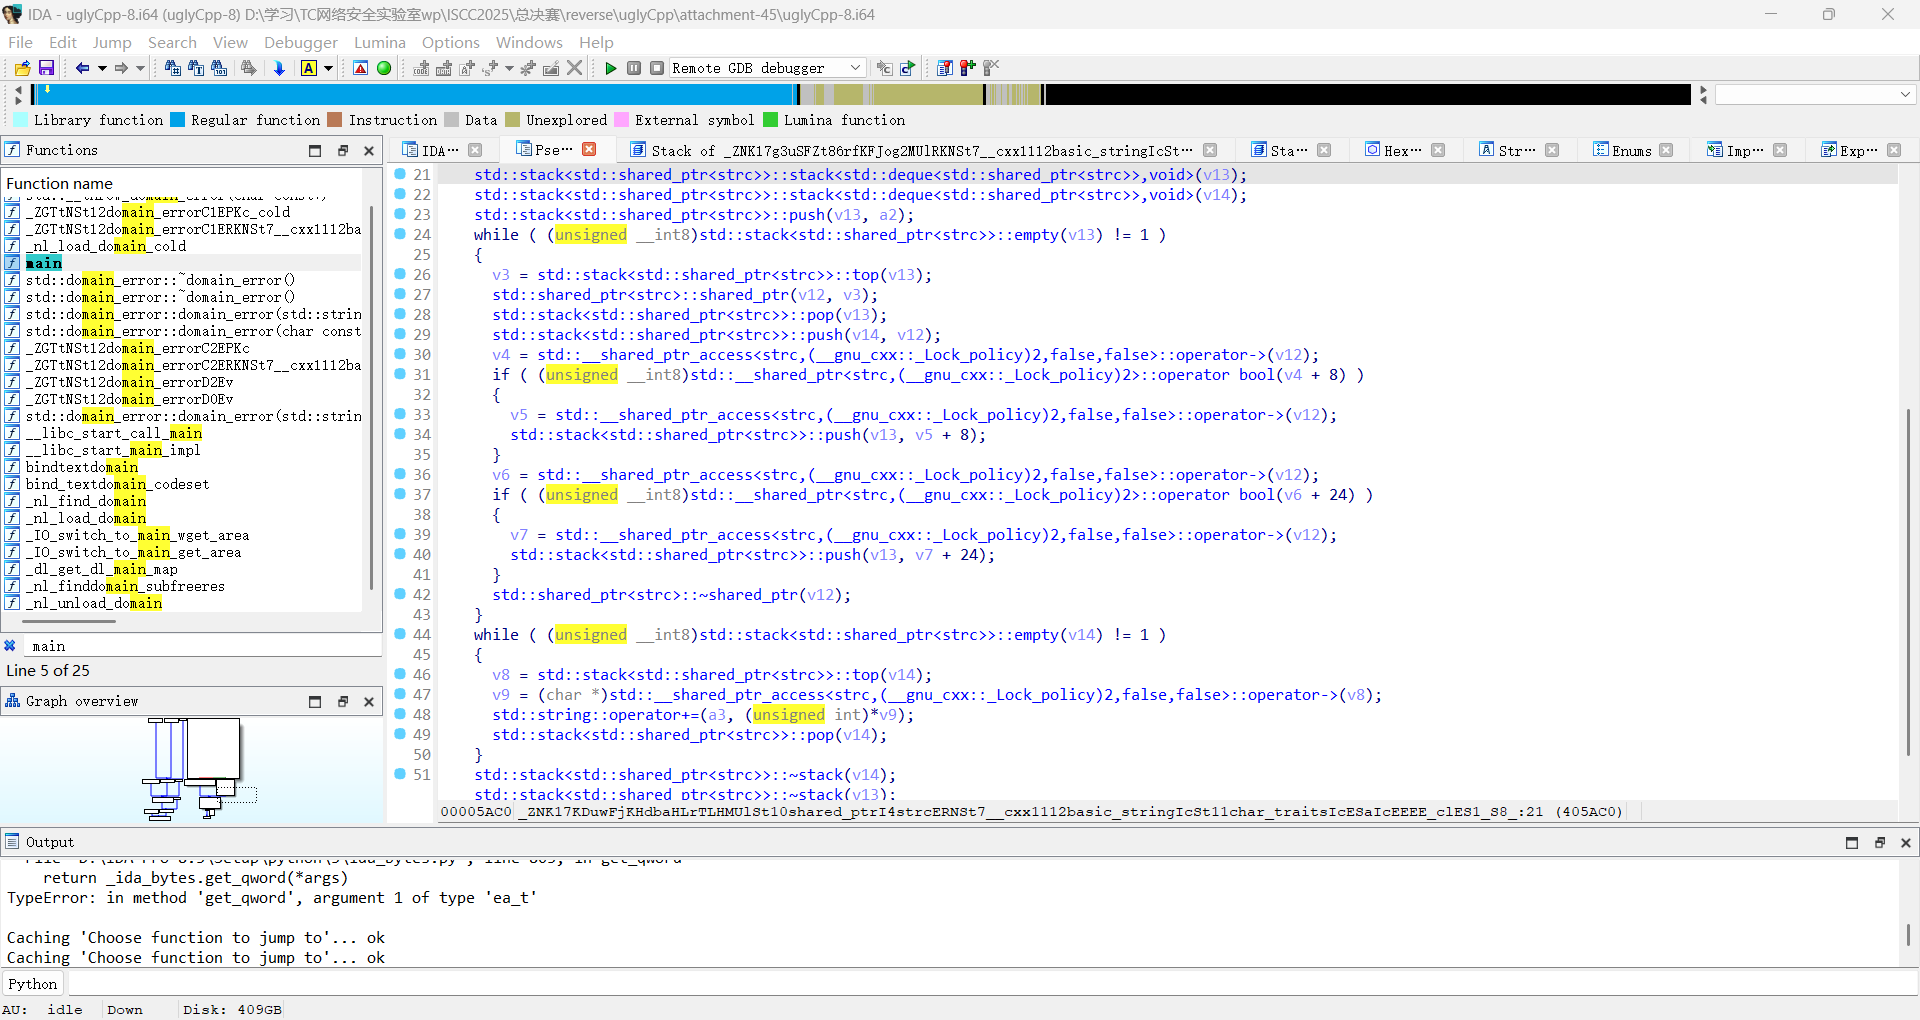 IDA - uglyCpp-8.i64 (uglyCpp-8) D:\学习\TC网络安全实验室wp\ISCC2025\总决赛\reverse\uglyCpp\attachment-45\uglyCpp-8.i64
File Edit Jump Search View Debugger Lumina Options Windows Help
Remote GDB debugger
Library function Regular function Instruction Data Unexplored External symbol Lumina function
Functions
IDA··· Pse··· Stack of _ZNK17g3uSFZt86rfKFJog2MUlRKNSt7__cxx1112basic_stringIcSt··· Sta··· Hex··· Str··· Enums Imp··· Exp···
Function name
_ZGTtNSt12domain_errorC1EPKc_cold
_ZGTtNSt12domain_errorC1ERKNSt7__cxx1112ba
_nl_load_domain_cold
main
std::domain_error::~domain_error()
std::domain_error::~domain_error()
std::domain_error::domain_error(std::strin
std::domain_error::domain_error(char const
_ZGTtNSt12domain_errorC2EPKc
_ZGTtNSt12domain_errorC2ERKNSt7__cxx1112ba
_ZGTtNSt12domain_errorD2Ev
_ZGTtNSt12domain_errorD0Ev
std::domain_error::domain_error(std::strin
__libc_start_call_main
__libc_start_main_impl
bindtextdomain
bind_textdomain_codeset
_nl_find_domain
_nl_load_domain
_IO_switch_to_main_wget_area
_IO_switch_to_main_get_area
_dl_get_dl_main_map
_nl_finddomain_subfreeres
_nl_unload_domain
main
Line 5 of 25
Graph overview
21 std::stack<std::shared_ptr<strc>>::stack<std::deque<std::shared_ptr<strc>>,void>(v13);
22 std::stack<std::shared_ptr<strc>>::stack<std::deque<std::shared_ptr<strc>>,void>(v14);
23 std::stack<std::shared_ptr<strc>>::push(v13, a2);
24 while ( (unsigned __int8)std::stack<std::shared_ptr<strc>>::empty(v13) != 1 )
25 {
26 v3 = std::stack<std::shared_ptr<strc>>::top(v13);
27 std::shared_ptr<strc>::shared_ptr(v12, v3);
28 std::stack<std::shared_ptr<strc>>::pop(v13);
29 std::stack<std::shared_ptr<strc>>::push(v14, v12);
30 v4 = std::__shared_ptr_access<strc,(__gnu_cxx::_Lock_policy)2,false,false>::operator->(v12);
31 if ( (unsigned __int8)std::__shared_ptr<strc,(__gnu_cxx::_Lock_policy)2>::operator bool(v4 + 8) )
32 {
33 v5 = std::__shared_ptr_access<strc,(__gnu_cxx::_Lock_policy)2,false,false>::operator->(v12);
34 std::stack<std::shared_ptr<strc>>::push(v13, v5 + 8);
35 }
36 v6 = std::__shared_ptr_access<strc,(__gnu_cxx::_Lock_policy)2,false,false>::operator->(v12);
37 if ( (unsigned __int8)std::__shared_ptr<strc,(__gnu_cxx::_Lock_policy)2>::operator bool(v6 + 24) )
38 {
39 v7 = std::__shared_ptr_access<strc,(__gnu_cxx::_Lock_policy)2,false,false>::operator->(v12);
40 std::stack<std::shared_ptr<strc>>::push(v13, v7 + 24);
41 }
42 std::shared_ptr<strc>::~shared_ptr(v12);
43 }
44 while ( (unsigned __int8)std::stack<std::shared_ptr<strc>>::empty(v14) != 1 )
45 {
46 v8 = std::stack<std::shared_ptr<strc>>::top(v14);
47 v9 = (char *)std::__shared_ptr_access<strc,(__gnu_cxx::_Lock_policy)2,false,false>::operator->(v8);
48 std::string::operator+=(a3, (unsigned int)*v9);
49 std::stack<std::shared_ptr<strc>>::pop(v14);
50 }
51 std::stack<std::shared_ptr<strc>>::~stack(v14);
std::stack<std::shared_ptr<strc>>::~stack(v13);
00005AC0 _ZNK17KDuwFjKHdbaHLrTLHMUlSt10shared_ptrI4strcERNSt7__cxx1112basic_stringIcSt11char_traitsIcESaIcEEEE_clES1_S8_:21 (405AC0)
Output
return _ida_bytes.get_qword(*args)
TypeError: in method 'get_qword', argument 1 of type 'ea_t'
Caching 'Choose function to jump to'... ok
Caching 'Choose function to jump to'... ok
Python
AU: idle Down Disk: 409GB